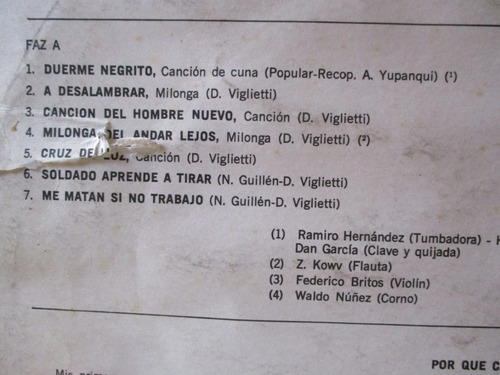 FAZ A
1. DUERME NEGRITO, Canción de cuna (Popular-Recop. A. Yupanqui) (¹)
2. A DESALAMBRAR, Milonga (D. Viglietti)
3. CANCION DEL HOMBRE NUEVO, Canción (D. Viglietti)
4. MILONGA DEL ANDAR LEJOS, Milonga (D. Viglietti) (²)
5. CRUZ DE LUZ, Canción (D. Viglietti)
6. SOLDADO APRENDE A TIRAR (N. Guillén-D. Viglietti)
7. ME MATAN SI NO TRABAJO (N. Guillén-D. Viglietti)
(1) Ramiro Hernández (Tumbadora) - H
Dan García (Clave y quijada)
(2) Z. Kowv (Flauta)
(3) Federico Britos (Violín)
(4) Waldo Núñez (Corno)
POR QUE C
Mis